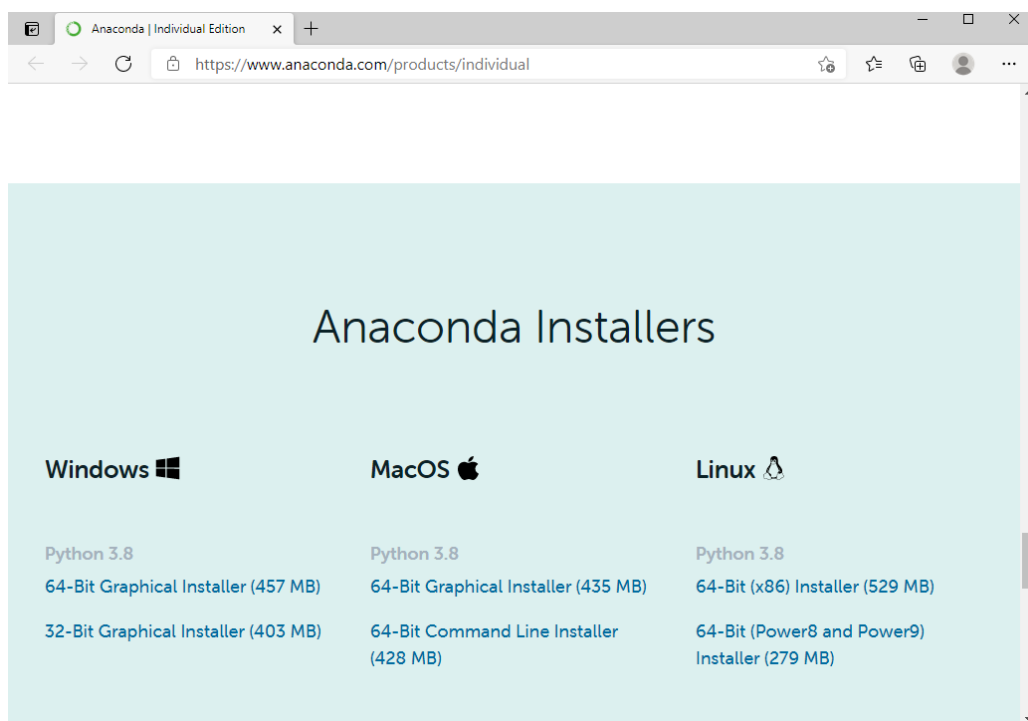 Anaconda | Individual Edition
https://www.anaconda.com/products/individual
Anaconda Installers
Windows
MacOS
Linux
Python 3.8
64-Bit Graphical Installer (457 MB)
32-Bit Graphical Installer (403 MB)
Python 3.8
64-Bit Graphical Installer (435 MB)
64-Bit Command Line Installer
(428 MB)
Python 3.8
64-Bit (x86) Installer (529 MB)
64-Bit (Power8 and Power9)
Installer (279 MB)